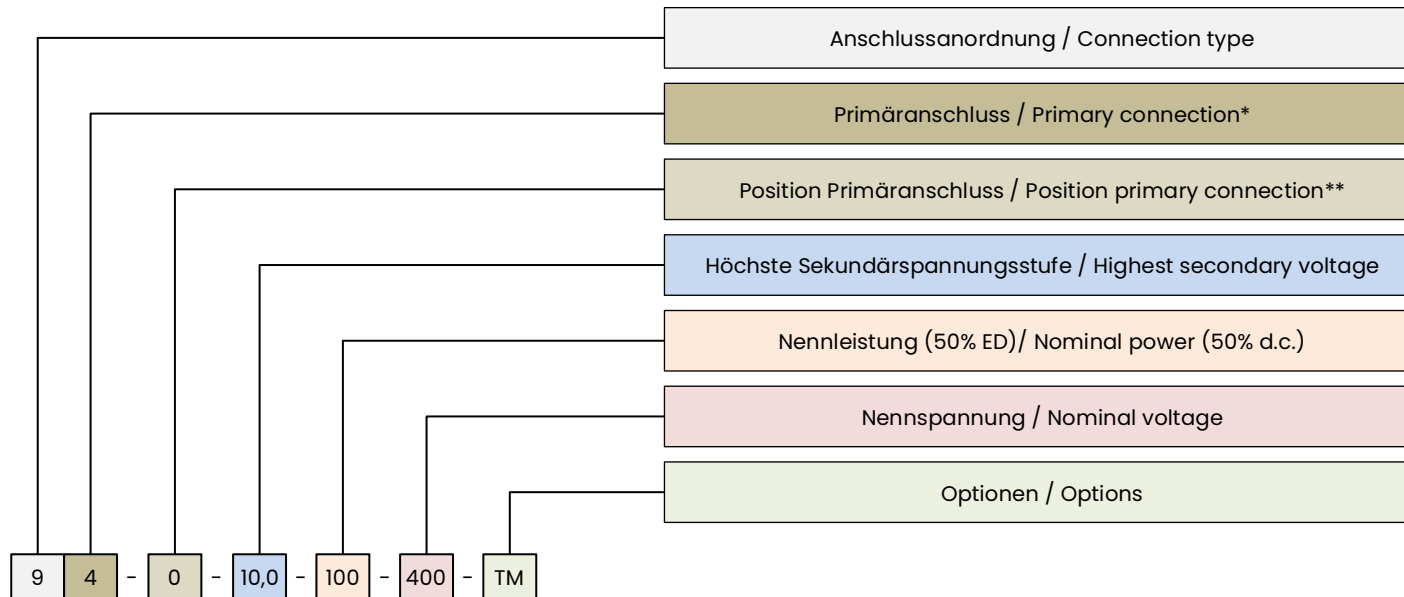 Anschlussanordnung / Connection type
Primäranschluss / Primary connection*
Position Primäranschluss / Position primary connection**
Höchste Sekundärspannungsstufe / Highest secondary voltage
Nennleistung (50% ED)/ Nominal power (50% d.c.)
Nennspannung / Nominal voltage
Optionen / Options
9 4 - 0 - 10,0 - 100 - 400 - TM